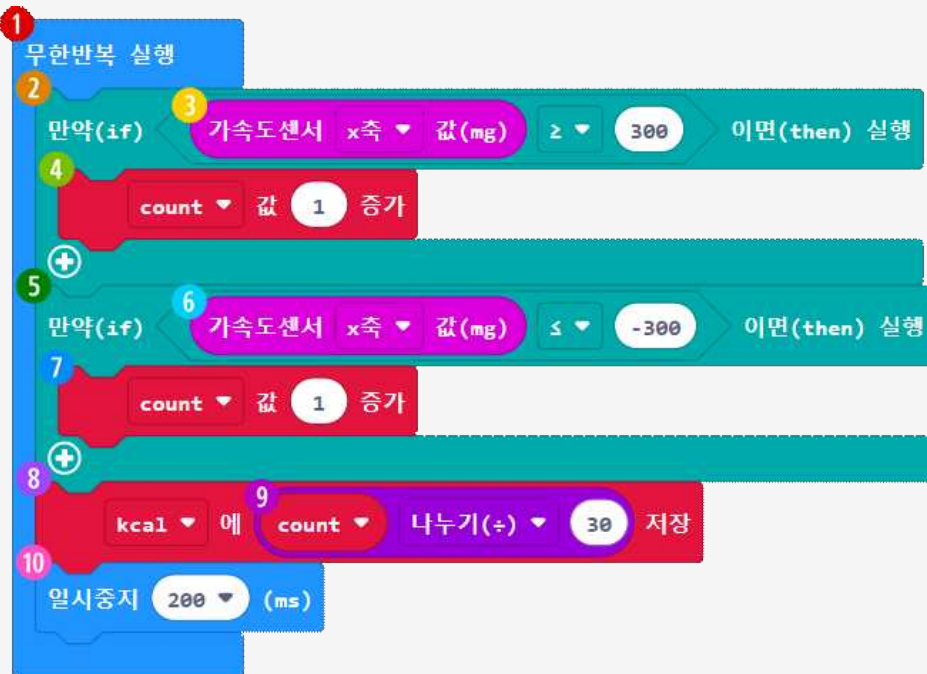 1
무한반복 실행
2
만약(if) 3 가속도센서 x축 값(mg) ≥ 300 이면(then) 실행
4
count 값 1 증가
5
만약(if) 6 가속도센서 x축 값(mg) ≤ -300 이면(then) 실행
7
count 값 1 증가
8
kcal 에 9 count 나누기(÷) 30 저장
10
일시중지 200 (ms)